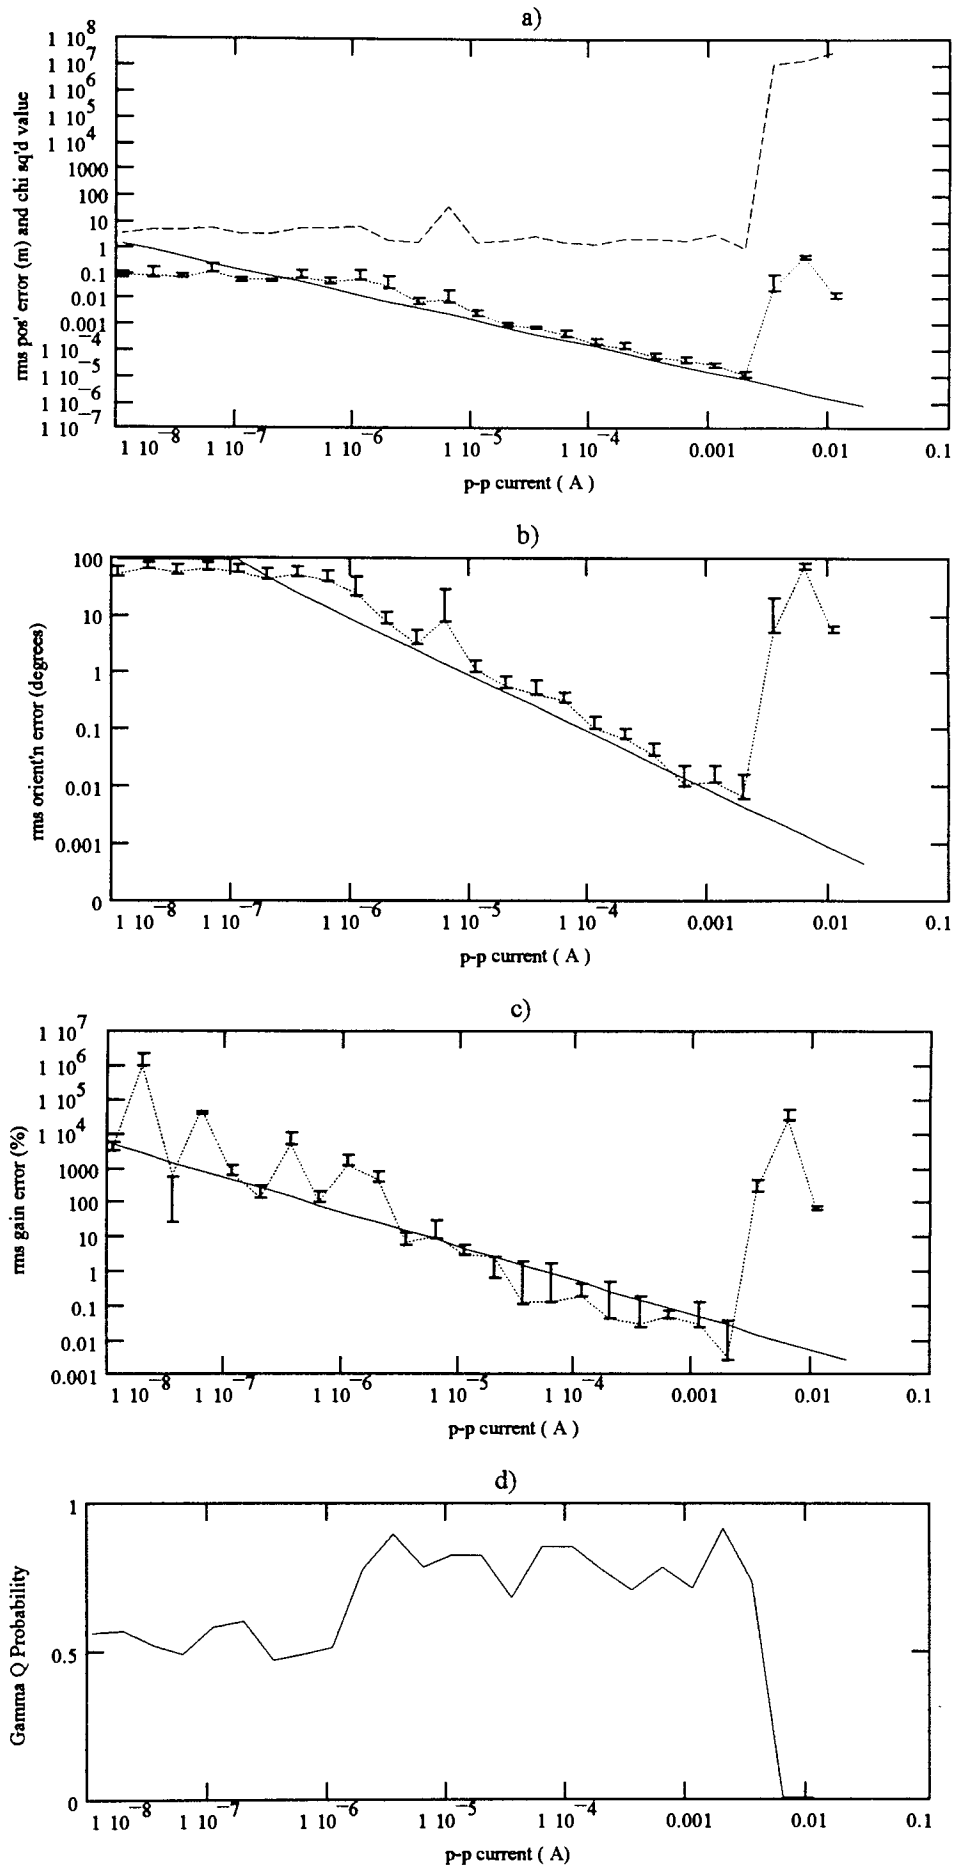 a)
1 10^8
1 10^7
1 10^6
1 10^5
1 10^4
1000
100
10
1
0.1
0.01
0.001
1 10^−4
1 10^−5
1 10^−6
1 10^−7
rms pos' error (m) and chi sq'd value
1 10^−8 1 10^−7 1 10^−6 1 10^−5 1 10^−4 0.001 0.01 0.1
p-p current ( A )
b)
100
10
1
0.1
0.01
0.001
0
rms orient'n error (degrees)
1 10^−8 1 10^−7 1 10^−6 1 10^−5 1 10^−4 0.001 0.01 0.1
p-p current ( A )
c)
1 10^7
1 10^6
1 10^5
1 10^4
1000
100
10
1
0.1
0.01
0.001
rms gain error (%)
1 10^−8 1 10^−7 1 10^−6 1 10^−5 1 10^−4 0.001 0.01 0.1
p-p current ( A )
d)
1
0.5
0
Gamma Q Probability
1 10^−8 1 10^−7 1 10^−6 1 10^−5 1 10^−4 0.001 0.01 0.1
p-p current ( A)